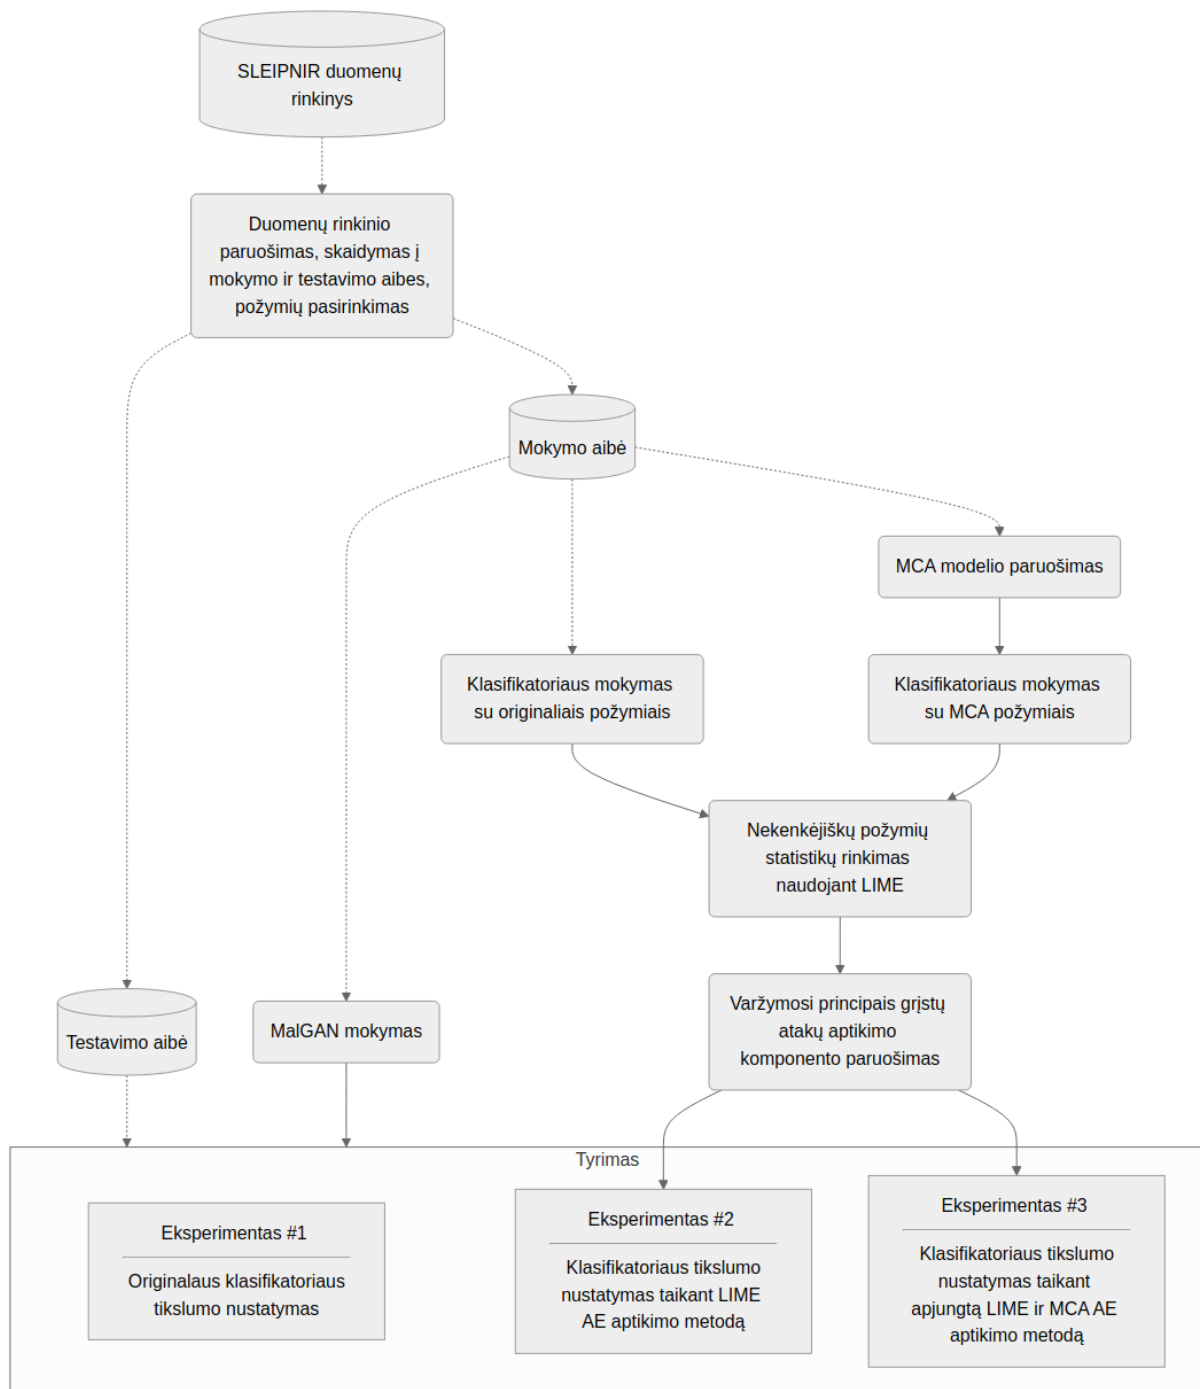 SLEIPNIR duomenų
rinkinys
Duomenų rinkinio
paruošimas, skaidymas į
mokymo ir testavimo aibes,
požymių pasirinkimas
Mokymo aibė
MCA modelio paruošimas
Klasifikatoriaus mokymas
su originaliais požymiais
Klasifikatoriaus mokymas
su MCA požymiais
Nekenkėjiškų požymių
statistikų rinkimas
naudojant LIME
Varžymosi principais grįstų
atakų aptikimo
komponento paruošimas
Testavimo aibė
MalGAN mokymas
Tyrimas
Eksperimentas #1
Originalaus klasifikatoriaus
tikslumo nustatymas
Eksperimentas #2
Klasifikatoriaus tikslumo
nustatymas taikant LIME
AE aptikimo metodą
Eksperimentas #3
Klasifikatoriaus tikslumo
nustatymas taikant
apjungtą LIME ir MCA AE
aptikimo metodą